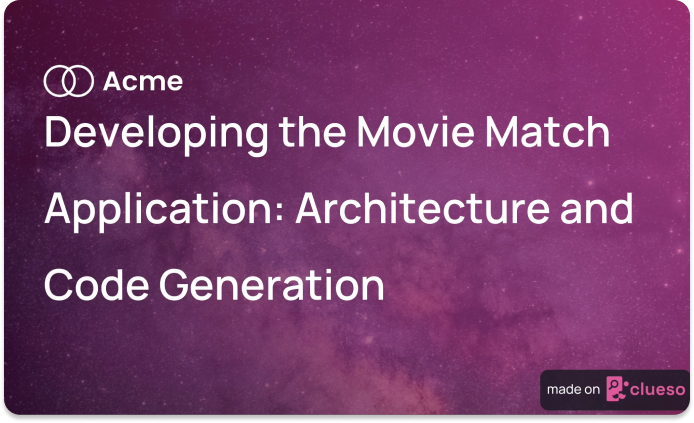 Acme
Developing the Movie Match
Application: Architecture and
Code Generation
made on clueso